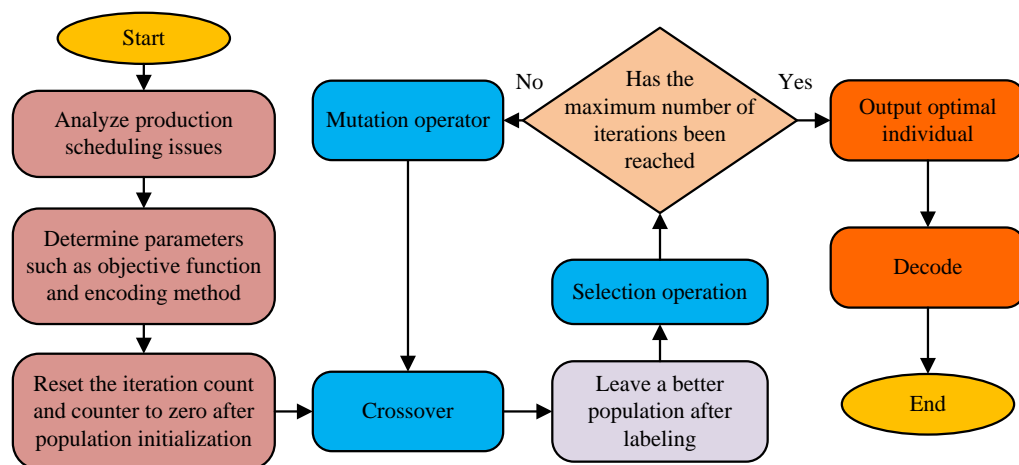 Start
Analyze production
scheduling issues
Determine parameters
such as objective function
and encoding method
Reset the iteration count
and counter to zero after
population initialization
Mutation operator
Crossover
No
Has the
maximum number of
iterations been
reached
Yes
Selection operation
Leave a better
population after
labeling
Output optimal
individual
Decode
End